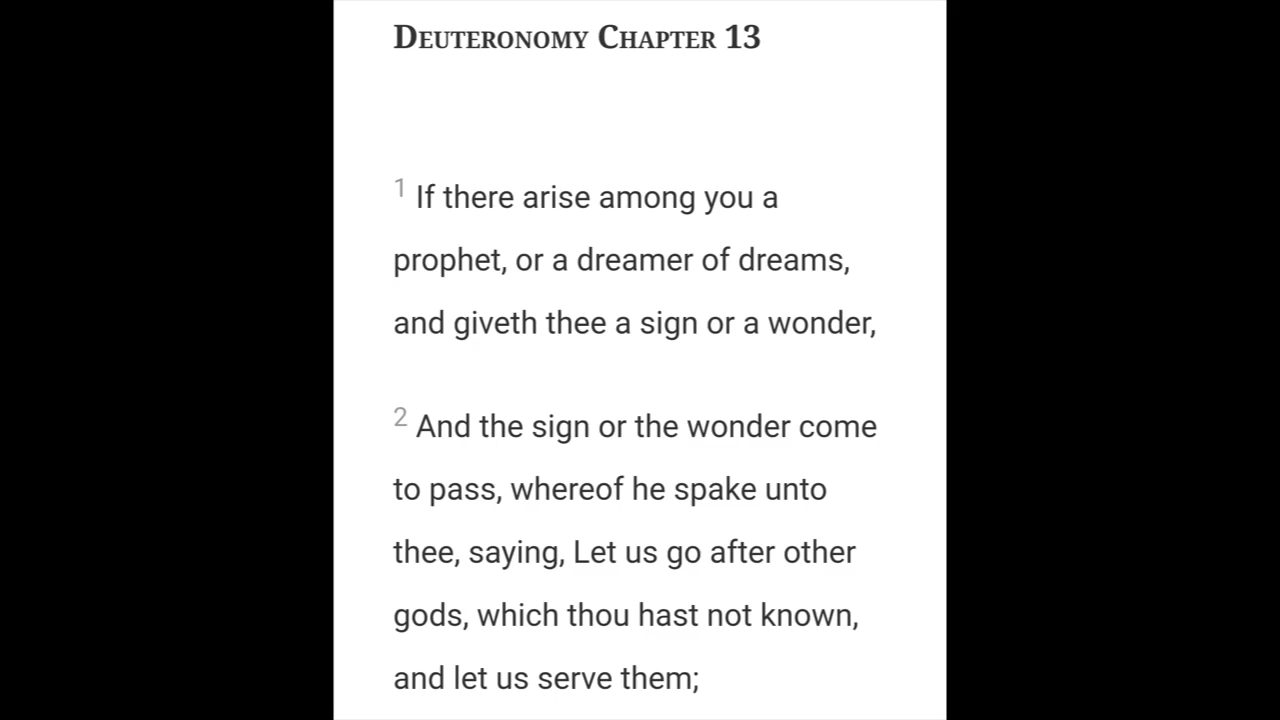 DEUTERONOMY CHAPTER 13
1 If there arise among you a
prophet, or a dreamer of dreams,
and giveth thee a sign or a wonder,
2 And the sign or the wonder come
to pass, whereof he spake unto
thee, saying, Let us go after other
gods, which thou hast not known,
and let us serve them;